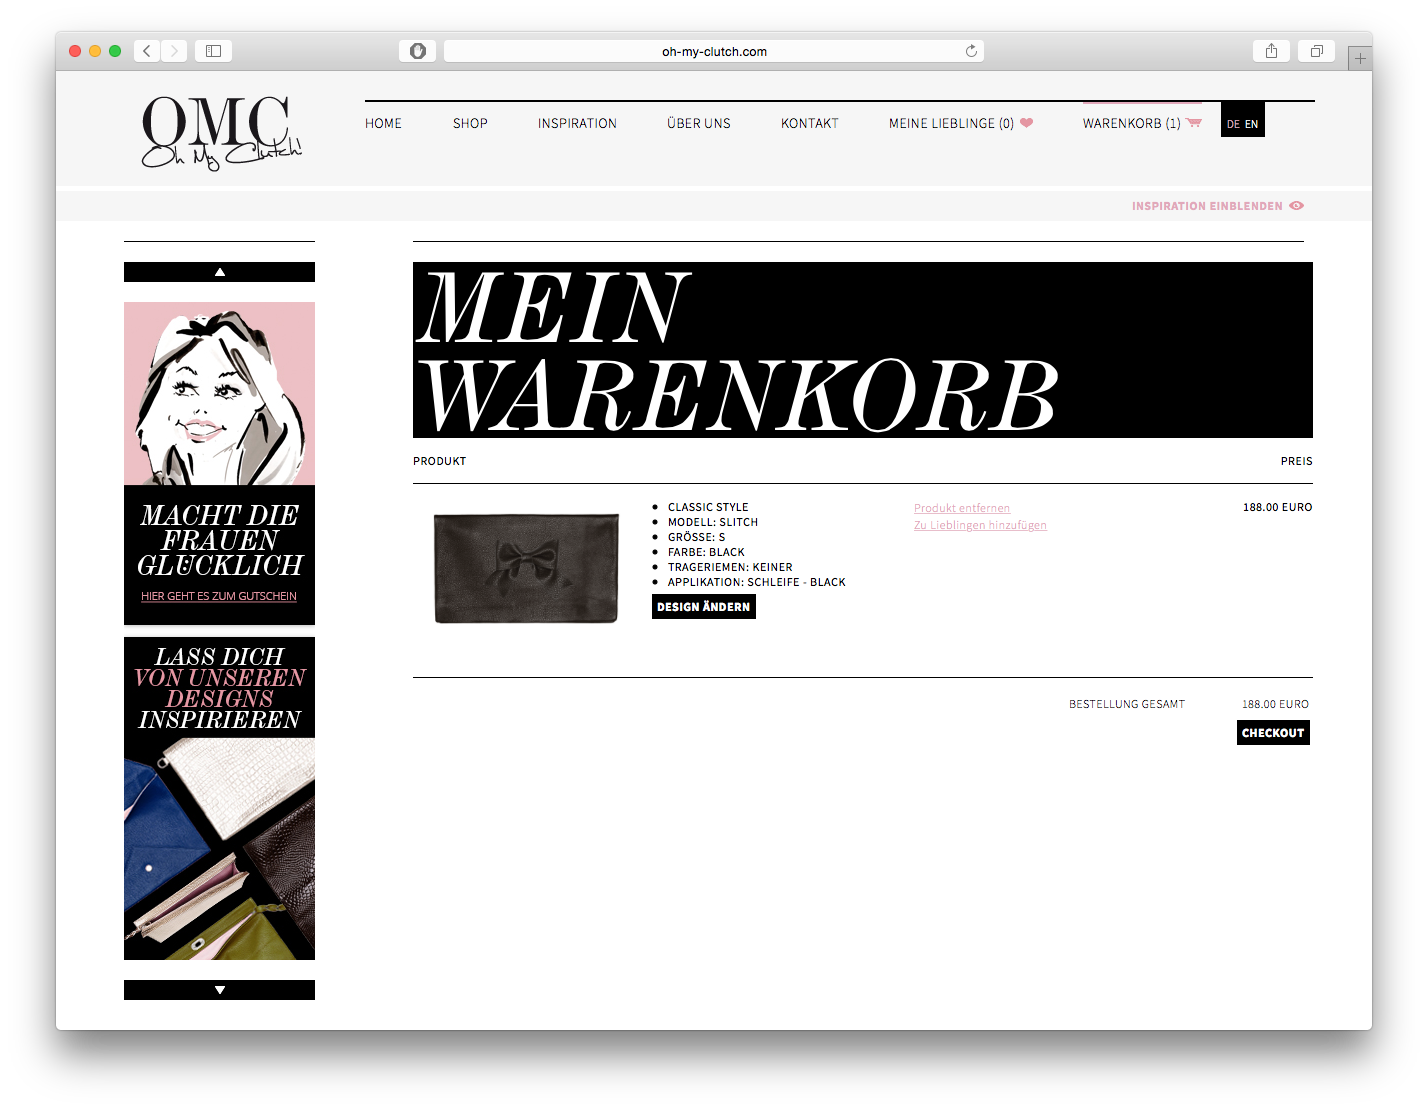 oh-my-clutch.com
OMC
Oh My Clutch!
HOME SHOP INSPIRATION ÜBER UNS KONTAKT MEINE LIEBLINGE (0) WARENKORB (1) DE EN
INSPIRATION EINBLENDEN
MACHT DIE
FRAUEN
GLÜCKLICH
HIER GEHT ES ZUM GUTSCHEIN
LASS DICH
VON UNSEREN
DESIGNS
INSPIRIEREN
MEIN
WARENKORB
PRODUKT PREIS
CLASSIC STYLE
MODELL: SLITCH
GRÖSSE: S
FARBE: BLACK
TRAGERIEMEN: KEINER
APPLIKATION: SCHLEIFE - BLACK
DESIGN ÄNDERN
Produkt entfernen
Zu Lieblingen hinzufügen
188.00 EURO
BESTELLUNG GESAMT 188.00 EURO
CHECKOUT